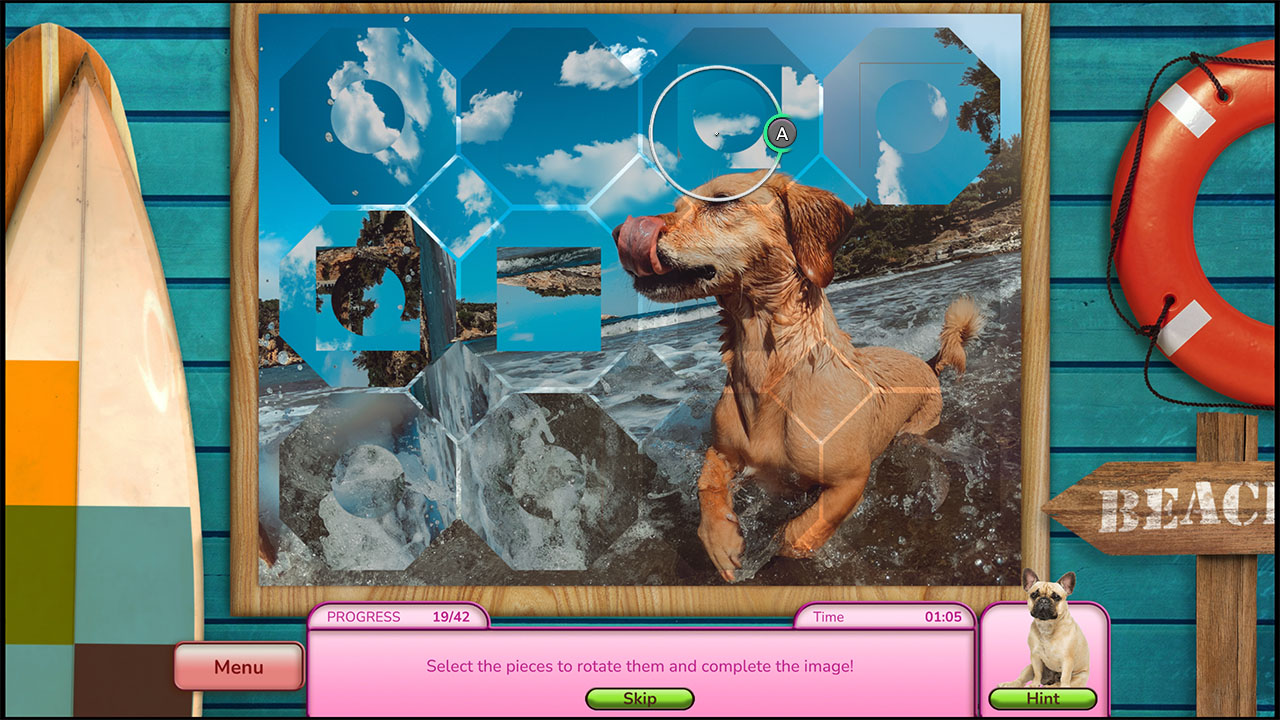 A
BEAC
PROGRESS 19/42
Time 01:05
Menu
Select the pieces to rotate them and complete the image!
Skip
Hint